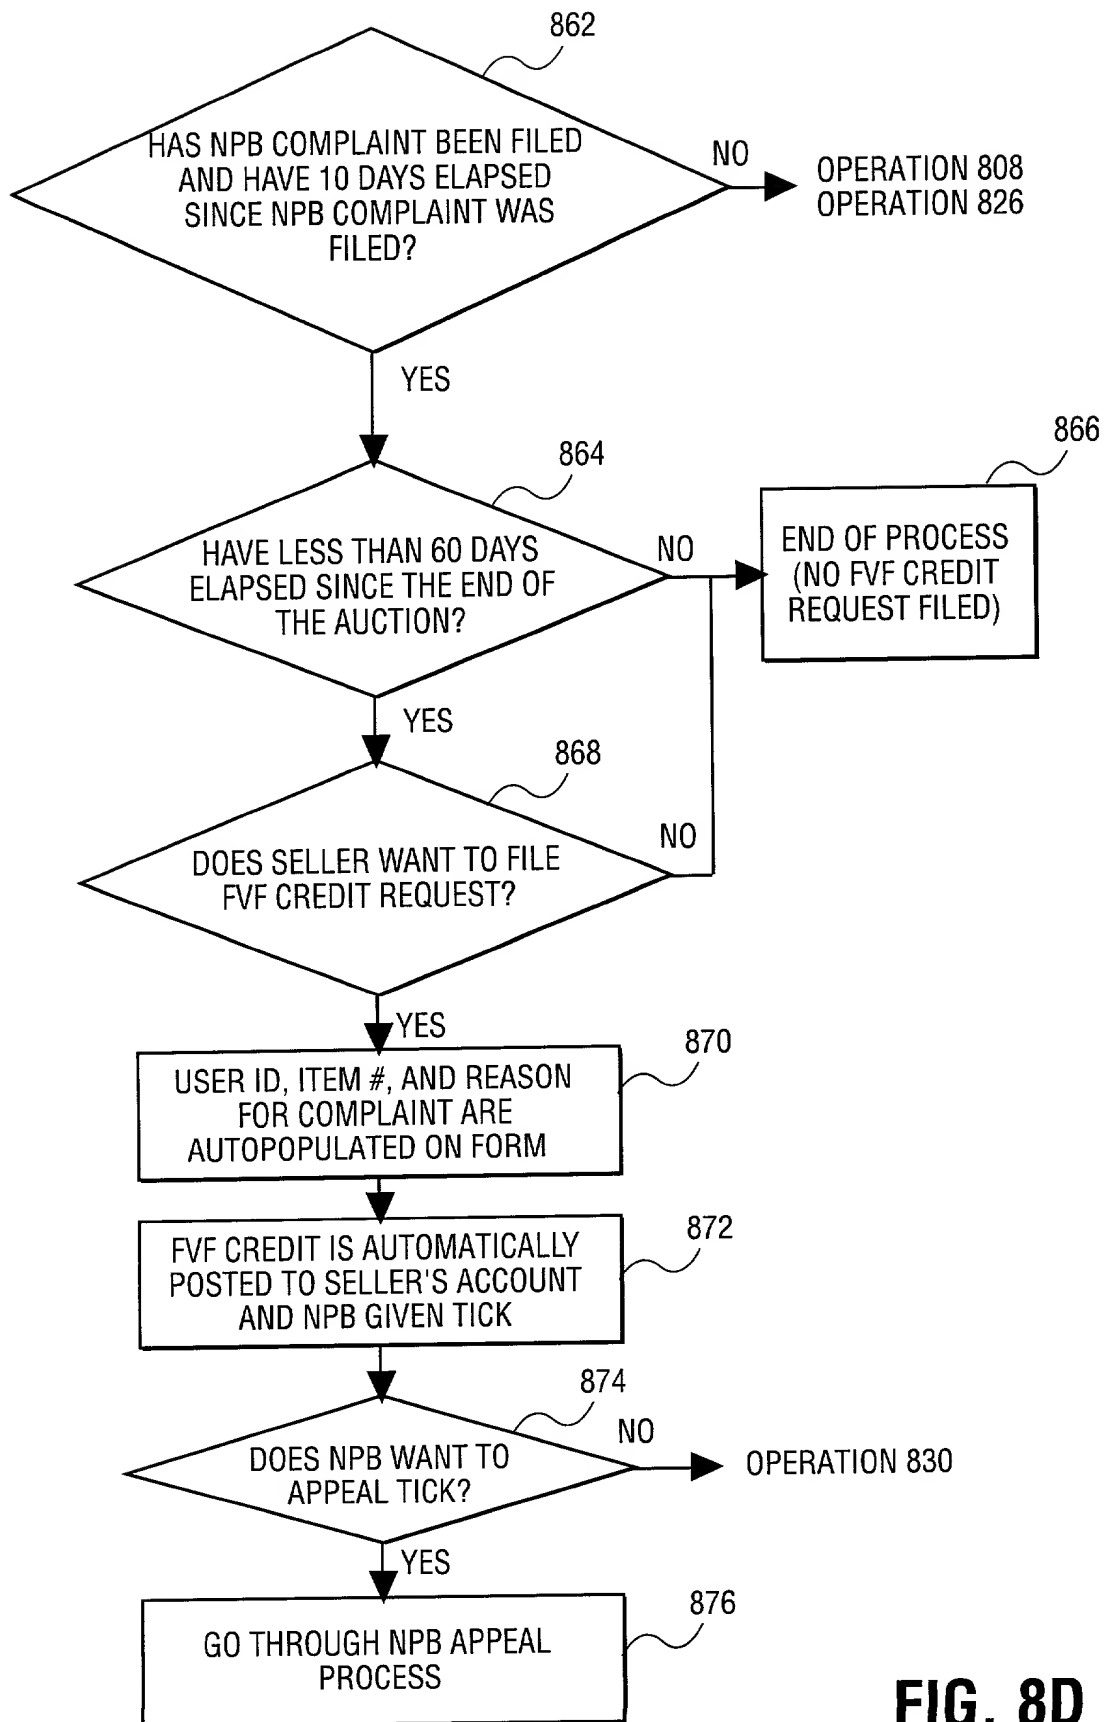 862
HAS NPB COMPLAINT BEEN FILED
AND HAVE 10 DAYS ELAPSED
SINCE NPB COMPLAINT WAS
FILED?
NO
OPERATION 808
OPERATION 826
YES
864
HAVE LESS THAN 60 DAYS
ELAPSED SINCE THE END OF
THE AUCTION?
NO
866
END OF PROCESS
(NO FVF CREDIT
REQUEST FILED)
YES
868
DOES SELLER WANT TO FILE
FVF CREDIT REQUEST?
NO
YES
870
USER ID, ITEM #, AND REASON
FOR COMPLAINT ARE
AUTOPOPULATED ON FORM
872
FVF CREDIT IS AUTOMATICALLY
POSTED TO SELLER'S ACCOUNT
AND NPB GIVEN TICK
874
DOES NPB WANT TO
APPEAL TICK?
NO
OPERATION 830
YES
876
GO THROUGH NPB APPEAL
PROCESS
FIG. 8D